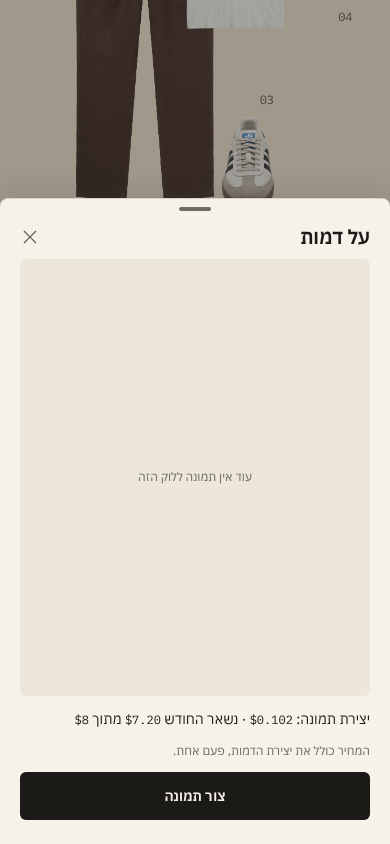 04
03
על דמות
עוד אין תמונה ללוק הזה
יצירת תמונה: $0.102 · נשאר החודש $7.20 מתוך $8
המחיר כולל את יצירת הדמות, פעם אחת.
צור תמונה